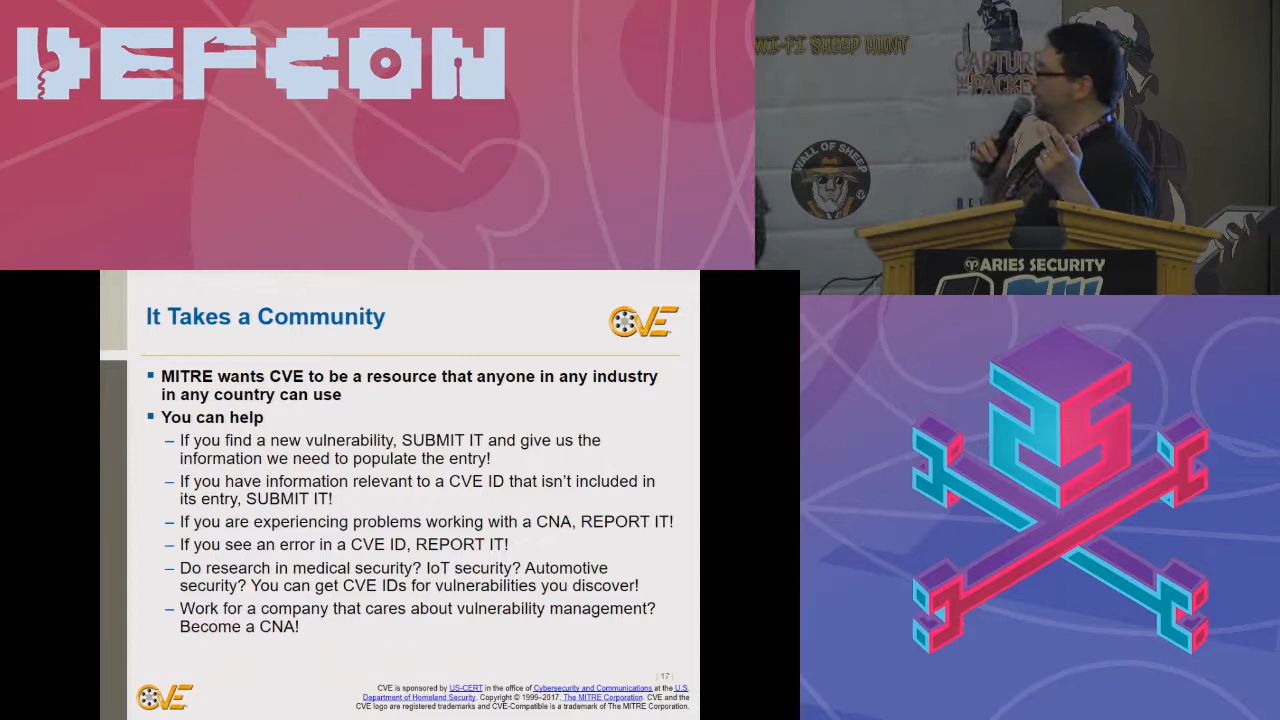 DEFCON
WI-FI SHEEP HUNT
CAPTURE
THE PACKE
WALL OF SHEEP
DE
ARIES SECURITY
It Takes a Community
CVE
MITRE wants CVE to be a resource that anyone in any industry
in any country can use
You can help
– If you find a new vulnerability, SUBMIT IT and give us the
information we need to populate the entry!
– If you have information relevant to a CVE ID that isn't included in
its entry, SUBMIT IT!
– If you are experiencing problems working with a CNA, REPORT IT!
– If you see an error in a CVE ID, REPORT IT!
– Do research in medical security? IoT security? Automotive
security? You can get CVE IDs for vulnerabilities you discover!
– Work for a company that cares about vulnerability management?
Become a CNA!
| 17 |
CVE
CVE is sponsored by US-CERT in the office of Cybersecurity and Communications at the U.S.
Department of Homeland Security. Copyright © 1999–2017, The MITRE Corporation. CVE and the
CVE logo are registered trademarks and CVE-Compatible is a trademark of The MITRE Corporation.
25